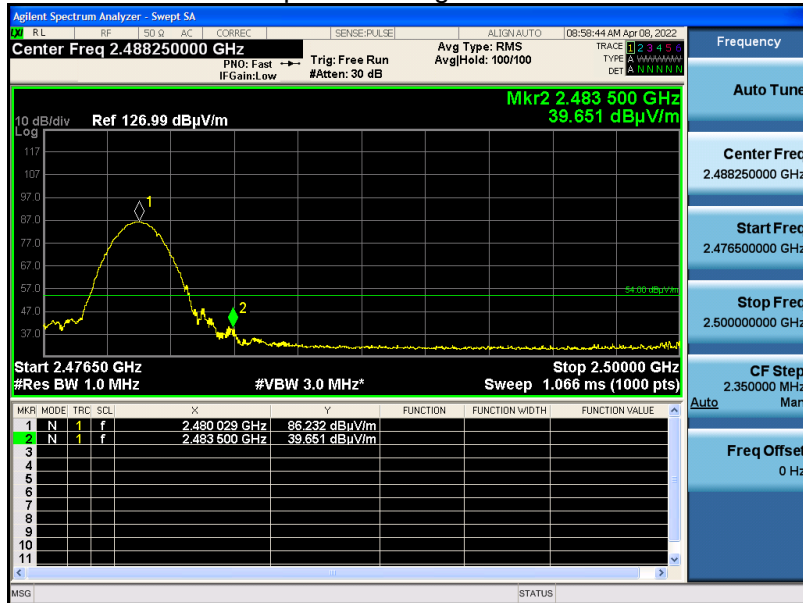 Agilent Spectrum Analyzer - Swept SA
LXI RL RF 50 Ω AC CORREC SENSE:PULSE ALIGN AUTO 08:58:44 AM Apr 08, 2022
Center Freq 2.488250000 GHz
PNO: Fast
IFGain:Low
Trig: Free Run
#Atten: 30 dB
Avg Type: RMS
Avg|Hold: 100/100
TRACE 1 2 3 4 5 6
TYPE A WWWWW
DET A N N N N N
Mkr2 2.483 500 GHz
39.651 dBµV/m
10 dB/div Ref 126.99 dBµV/m
Log
117
107
97.0
87.0
77.0
67.0
57.0
47.0
37.0
1
2
54.00 dBµV/m
Start 2.47650 GHz Stop 2.50000 GHz
#Res BW 1.0 MHz #VBW 3.0 MHz* Sweep 1.066 ms (1000 pts)
MKR MODE TRC SCL X Y FUNCTION FUNCTION WIDTH FUNCTION VALUE
1 N 1 f 2.480 029 GHz 86.232 dBµV/m
2 N 1 f 2.483 500 GHz 39.651 dBµV/m
3
4
5
6
7
8
9
10
11
MSG STATUS
Frequency
Auto Tune
Center Freq
2.488250000 GHz
Start Freq
2.476500000 GHz
Stop Freq
2.500000000 GHz
CF Step
2.350000 MHz
Auto Man
Freq Offset
0 Hz